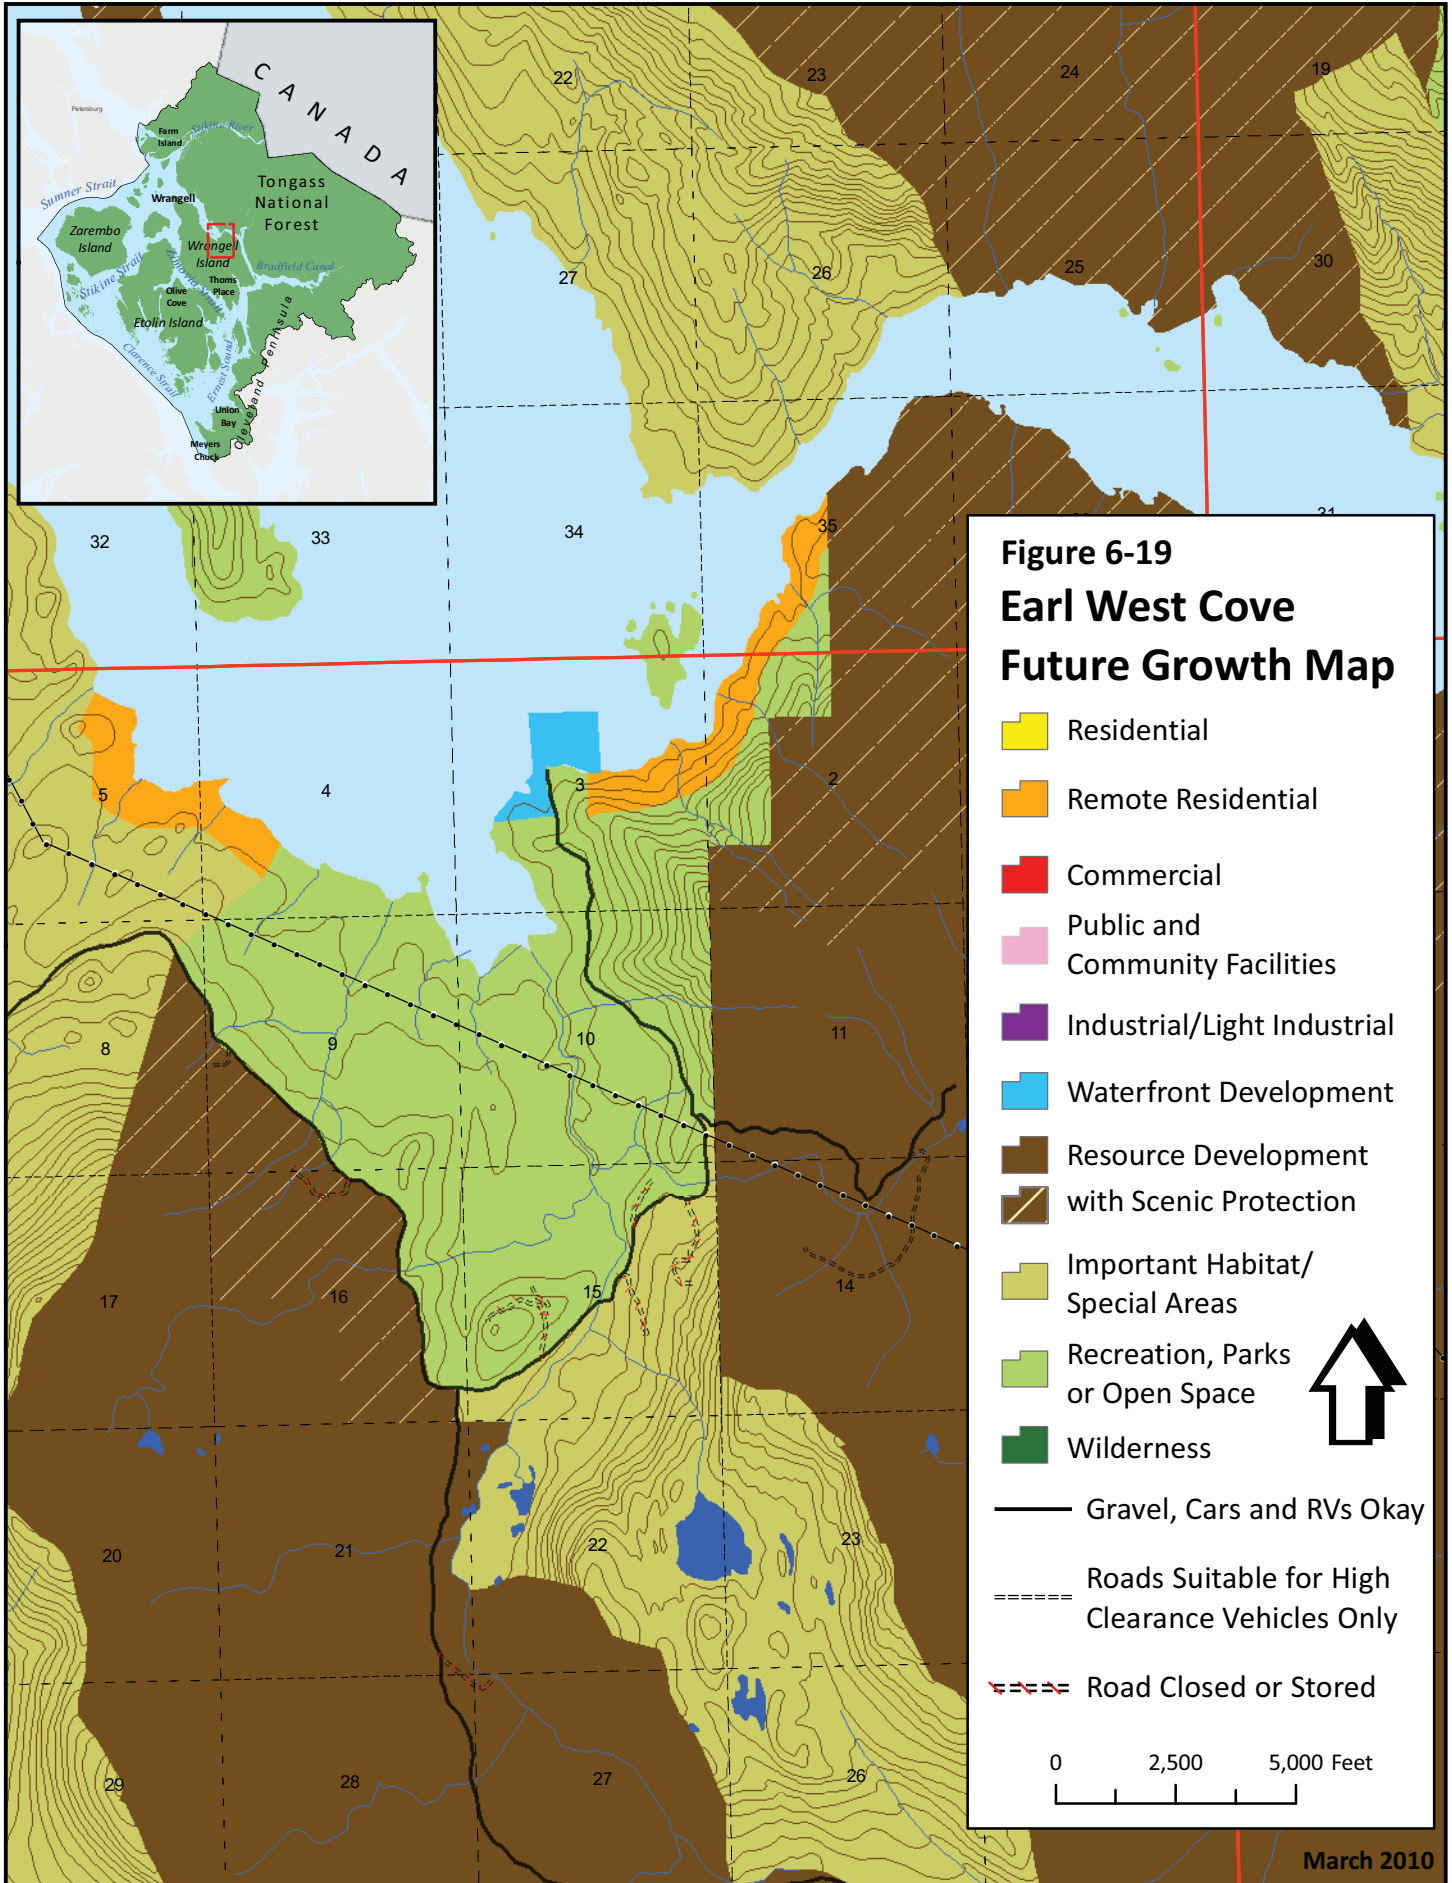 Petersburg
CANADA
Farm
Island
Stikine River
Sumner Strait
Tongass
National
Forest
Wrangell
Zarembo
Island
Wrangell
Island
Stikine Strait
Zimovia Strait
Bradfield Canal
Thoms
Place
Olive
Cove
Etolin Island
Clarence Strait
Ernest Sound
Cleveland Peninsula
Union
Bay
Meyers
Chuck
22
23
24
19
27
26
25
30
32
33
34
35
31
5
4
3
2
8
9
10
11
17
16
15
14
20
21
22
23
29
28
27
26
Figure 6-19
Earl West Cove
Future Growth Map
Residential
Remote Residential
Commercial
Public and
Community Facilities
Industrial/Light Industrial
Waterfront Development
Resource Development
with Scenic Protection
Important Habitat/
Special Areas
Recreation, Parks
or Open Space
Wilderness
Gravel, Cars and RVs Okay
Roads Suitable for High
Clearance Vehicles Only
Road Closed or Stored
0 2,500 5,000 Feet
March 2010